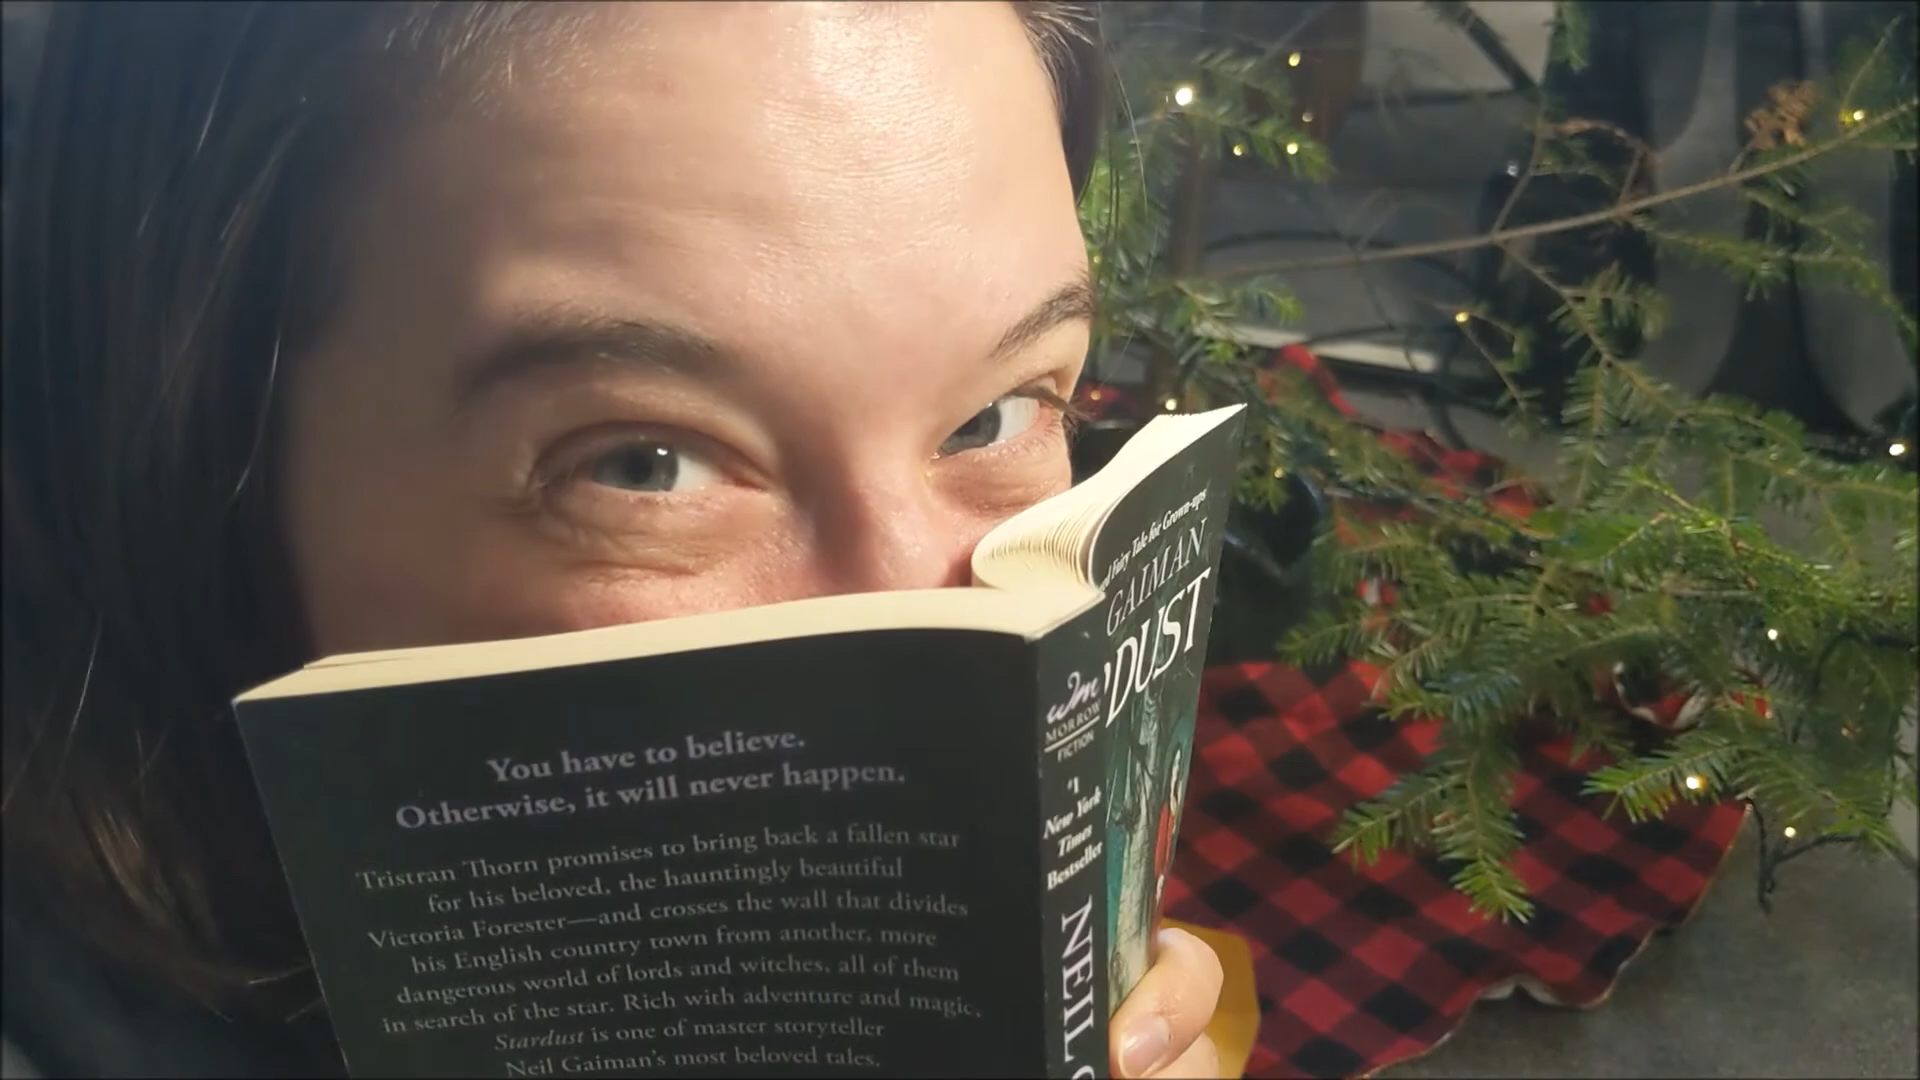 You have to believe.
Otherwise, it will never happen.
Tristran Thorn promises to bring back a fallen star
for his beloved, the hauntingly beautiful
Victoria Forester—and crosses the wall that divides
his English country town from another, more
dangerous world of lords and witches, all of them
in search of the star. Rich with adventure and magic,
Stardust is one of master storyteller
Neil Gaiman's most beloved tales.
wm
MORROW
FICTION
#1
New York
Times
Bestseller
NEIL
Fairy Tale for Grown-ups
GAIMAN
DUST